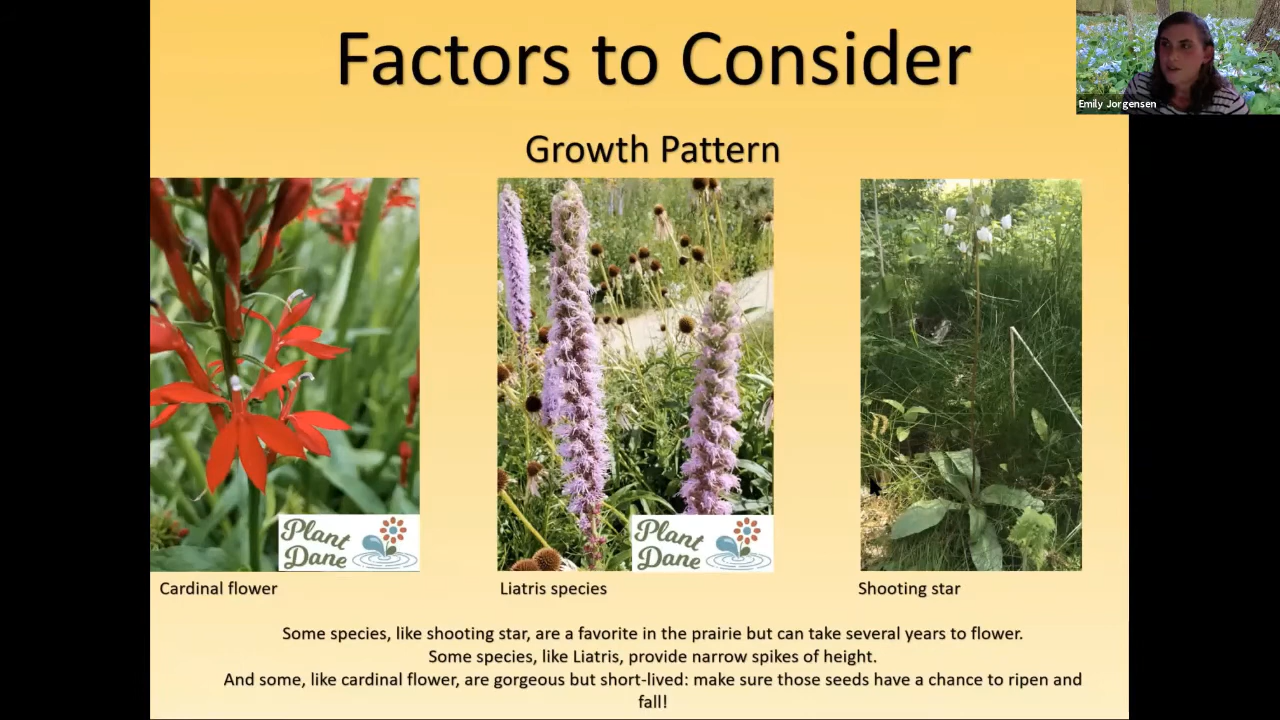 Factors to Consider
Emily Jorgensen
Growth Pattern
Plant
Dane
Plant
Dane
Cardinal flower
Liatris species
Shooting star
Some species, like shooting star, are a favorite in the prairie but can take several years to flower.
Some species, like Liatris, provide narrow spikes of height.
And some, like cardinal flower, are gorgeous but short-lived: make sure those seeds have a chance to ripen and
fall!